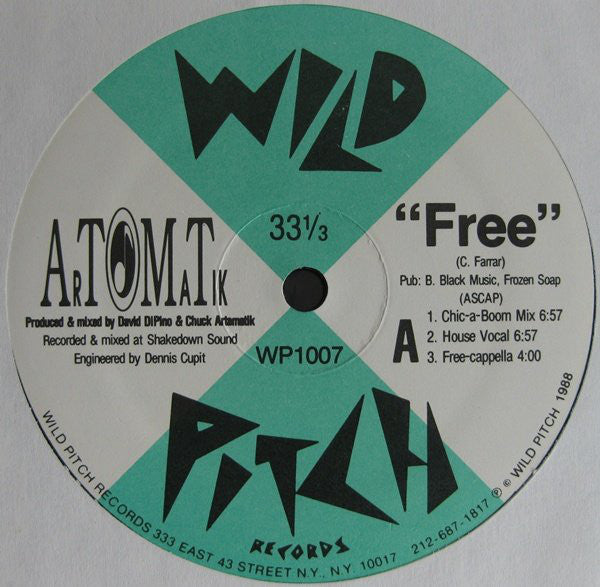 WILD
33 1/3
ARTOMATIK
Produced & mixed by David DiPino & Chuck Artamatik
Recorded & mixed at Shakedown Sound
Engineered by Dennis Cupit
"Free"
(C. Farrar)
Pub: B. Black Music, Frozen Soap
(ASCAP)
A
1. Chic-a-Boom Mix 6:57
2. House Vocal 6:57
3. Free-cappella 4:00
WP1007
PITCH
RECORDS
WILD PITCH RECORDS 333 EAST 43 STREET N.Y., N.Y. 10017 212-687-1817 ℗ © WILD PITCH 1988